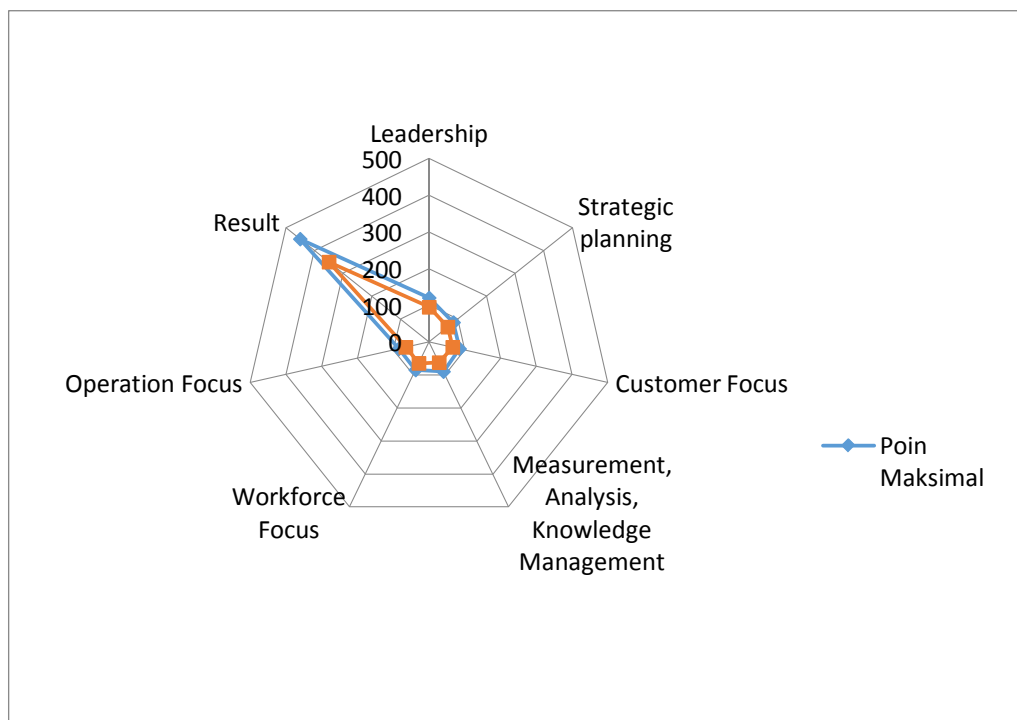 Leadership
500
400
300
200
100
0
Strategic
planning
Customer Focus
Measurement,
Analysis,
Knowledge
Management
Workforce
Focus
Operation Focus
Result
Poin
Maksimal